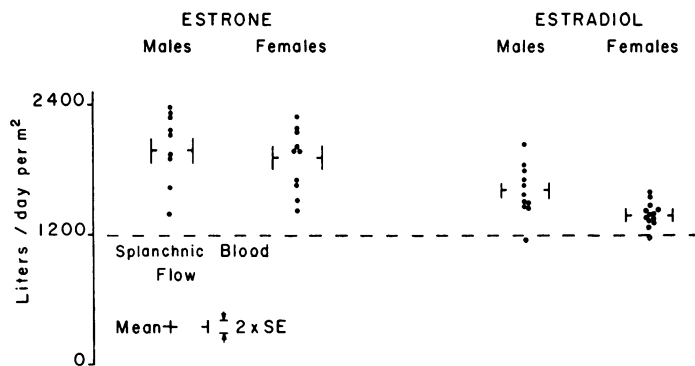 ESTRONE ESTRADIOL
Males Females Males Females
2400
1200
0
Liters / day per m²
Splanchnic Blood
Flow
Mean 2 x SE